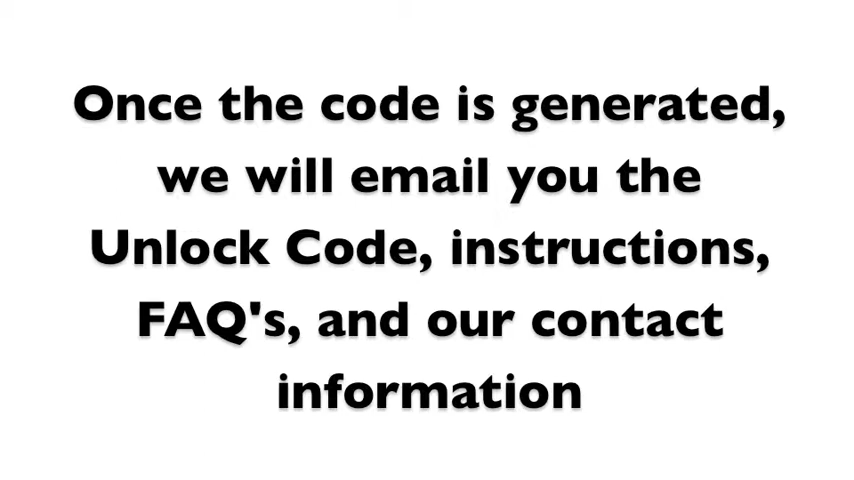 Once the code is generated,
we will email you the
Unlock Code, instructions,
FAQ's, and our contact
information